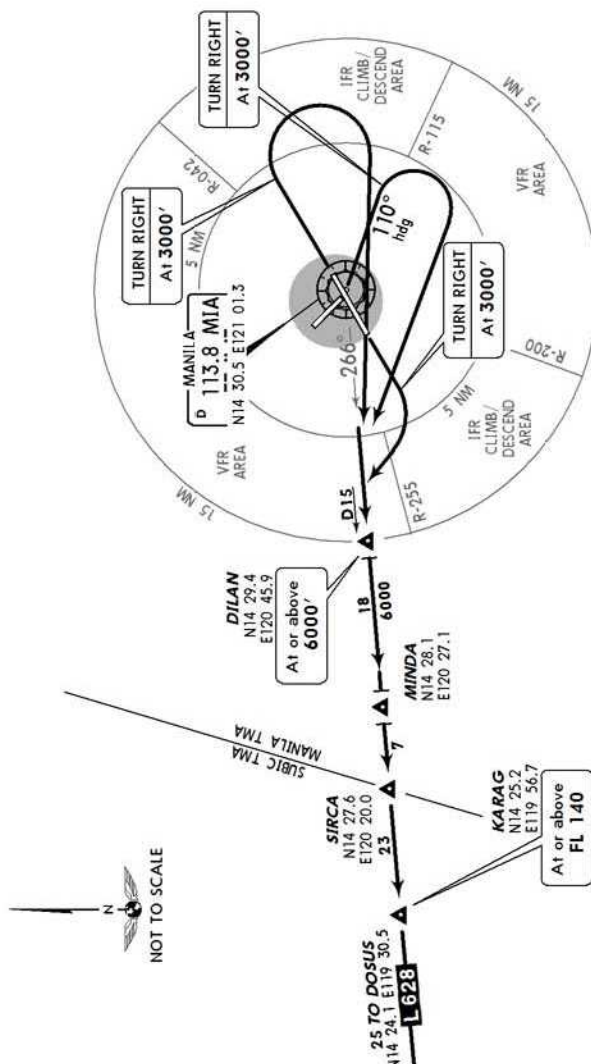 TURN RIGHT
At 3000'
TURN RIGHT
At 3000'
IFR
CLIMB/
DESCEND
AREA
15 NM
R-042
5 NM
R-115
VFR
AREA
110°
hdg
MANILA
D 113.8 MIA
N14 30.5 E121 01.3
266°
TURN RIGHT
At 3000'
R-200
5 NM
IFR
CLIMB/
DESCEND
AREA
R-255
VFR
AREA
15 NM
D15
DILAN
N14 29.4
E120 45.9
At or above
6000'
18
6000
MINDA
N14 28.1
E120 27.1
MANILA TMA
SUBIC TMA
7
SIRCA
N14 27.6
E120 20.0
23
KARAG
N14 25.2
E119 56.7
At or above
FL 140
25 TO DOSUS
N14 24.1 E119 30.5
L628
N
NOT TO SCALE